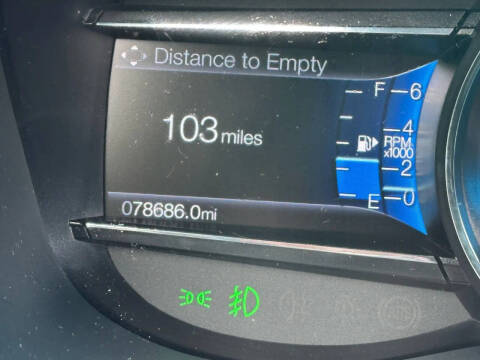 Distance to Empty
103 miles
F
6
4
RPM
x1000
2
E
0
078686.0mi